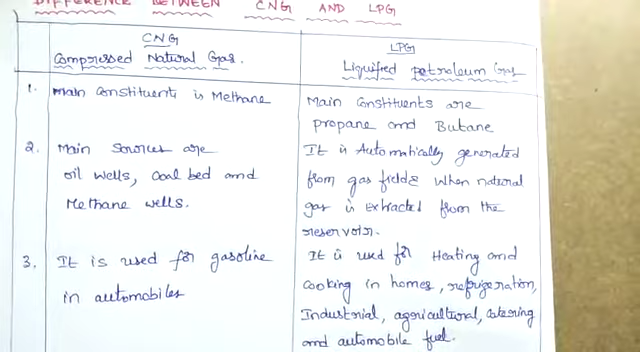 DIFFERENCE BETWEEN CNG AND LPG
CNG
Compressed Natural Gas.
LPG
Liquified petroleum Gas
1. Main Constituent is Methane
Main Constituents are
propane and Butane
2. Main Sources are
oil wells, Coal bed and
Methane wells.
It is Automatically generated
from gas fields when natural
gas is Extracted from the
reservoir.
3. It is used for gasoline
in automobiles
It is used for Heating and
Cooking in homes, refrigeration,
Industrial, agricultural, catering
and automobile fuel.